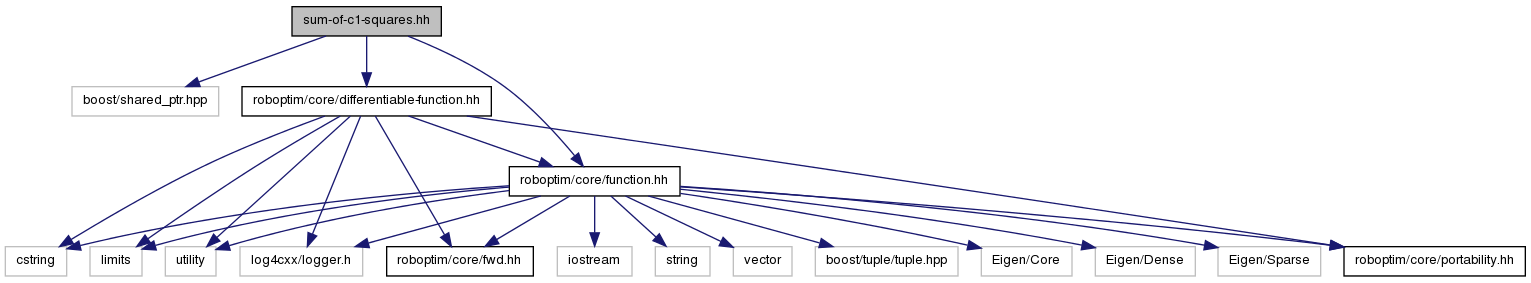 sum-of-c1-squares.hh
boost/shared_ptr.hpp
roboptim/core/differentiable-function.hh
roboptim/core/function.hh
cstring
limits
utility
log4cxx/logger.h
roboptim/core/fwd.hh
iostream
string
vector
boost/tuple/tuple.hpp
Eigen/Core
Eigen/Dense
Eigen/Sparse
roboptim/core/portability.hh